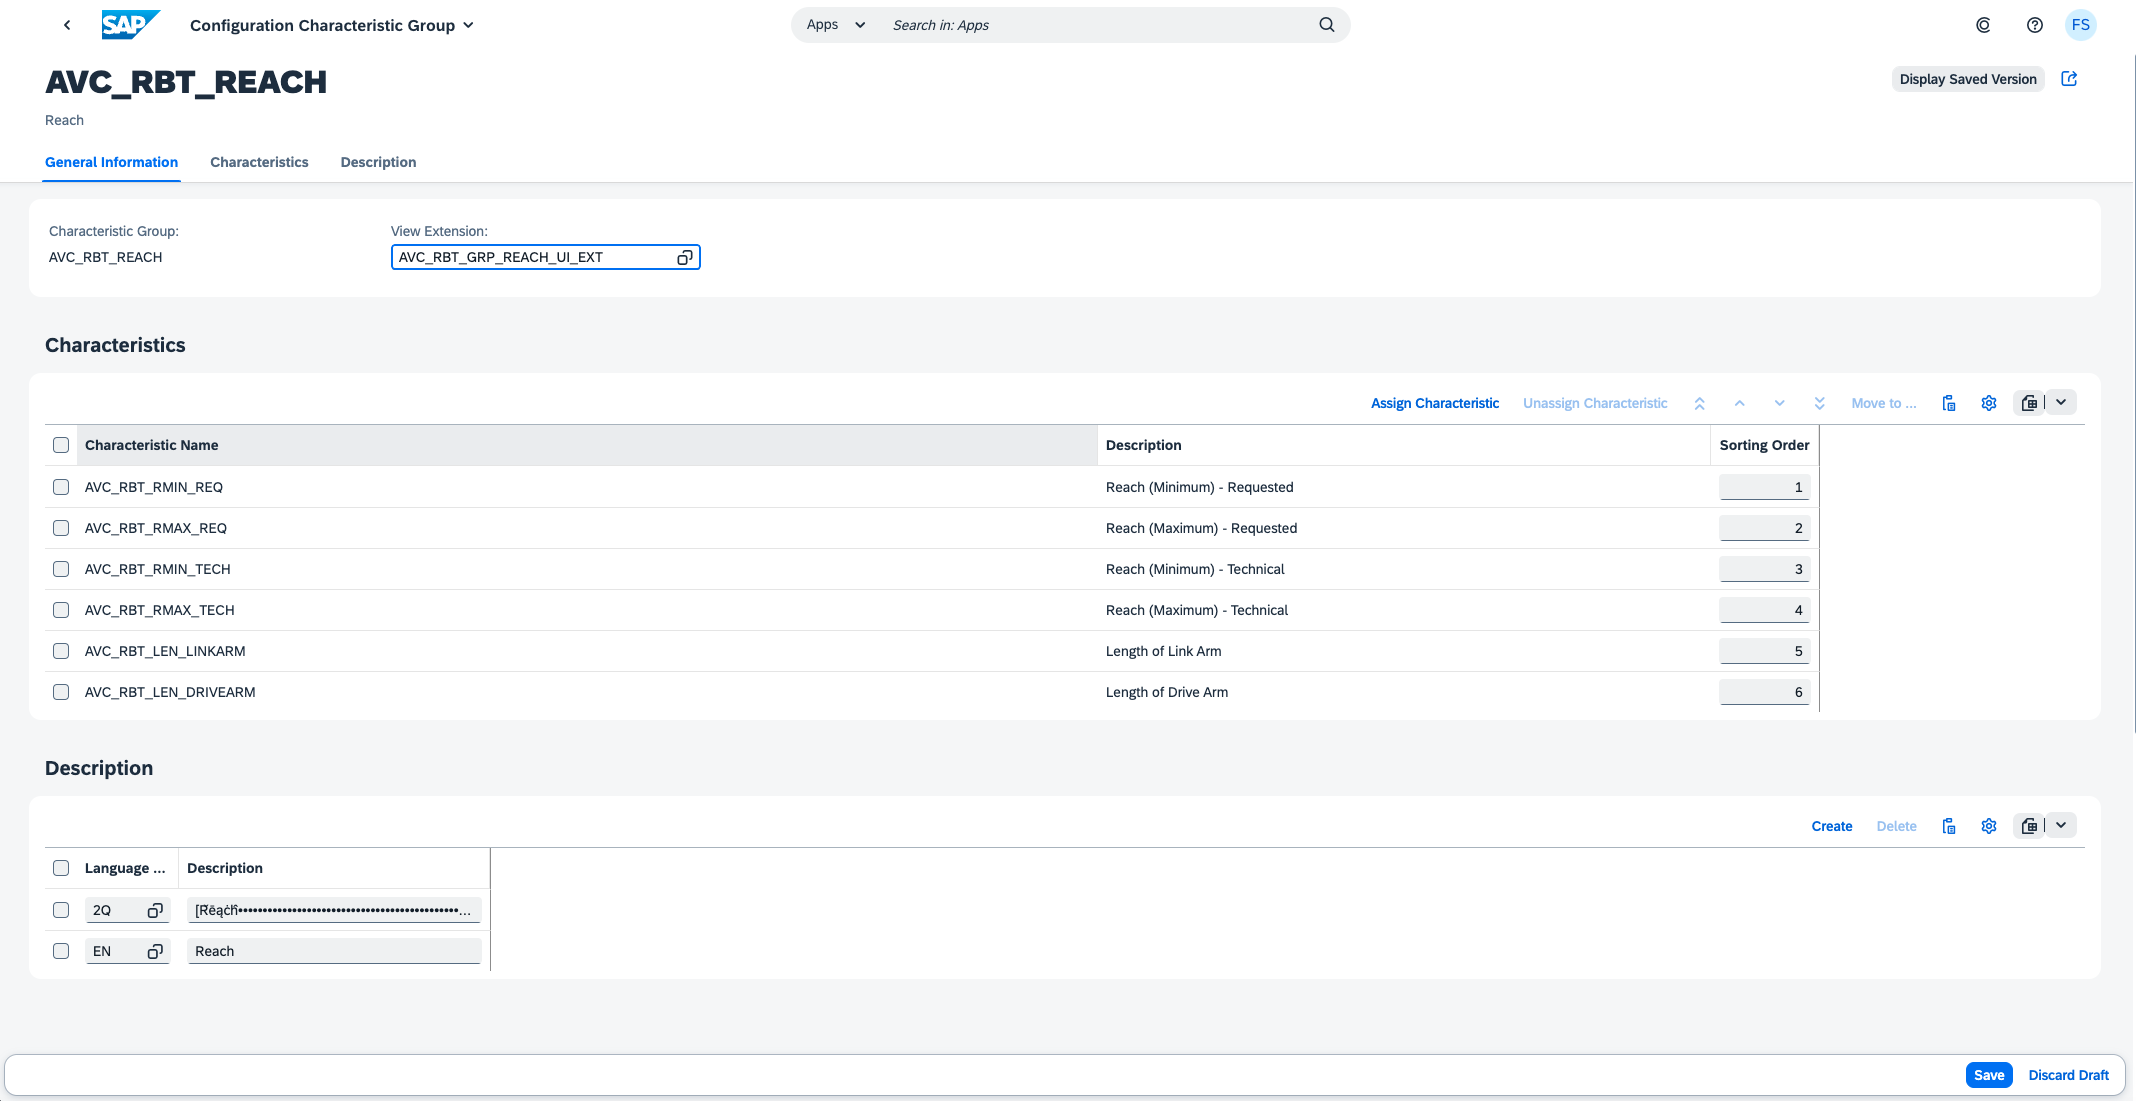 SAP Configuration Characteristic Group Apps Search in: Apps FS
AVC_RBT_REACH Display Saved Version
Reach
General Information Characteristics Description
Characteristic Group: View Extension:
AVC_RBT_REACH AVC_RBT_GRP_REACH_UI_EXT
Characteristics
Assign Characteristic Unassign Characteristic Move to ...
Characteristic Name Description Sorting Order
AVC_RBT_RMIN_REQ Reach (Minimum) - Requested 1
AVC_RBT_RMAX_REQ Reach (Maximum) - Requested 2
AVC_RBT_RMIN_TECH Reach (Minimum) - Technical 3
AVC_RBT_RMAX_TECH Reach (Maximum) - Technical 4
AVC_RBT_LEN_LINKARM Length of Link Arm 5
AVC_RBT_LEN_DRIVEARM Length of Drive Arm 6
Description
Create Delete
Language ... Description
2Q
EN Reach
Save Discard Draft